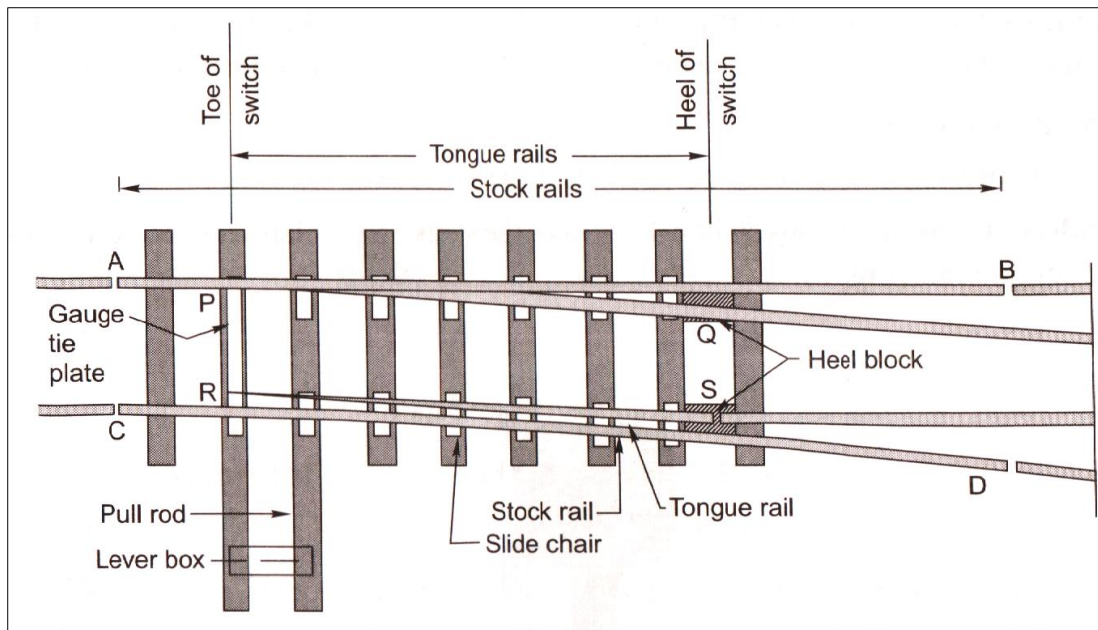 Toe of
switch
Heel of
switch
Tongue rails
Stock rails
A
B
P
Gauge
tie
plate
Q
Heel block
R
S
C
D
Pull rod
Stock rail
Tongue rail
Slide chair
Lever box